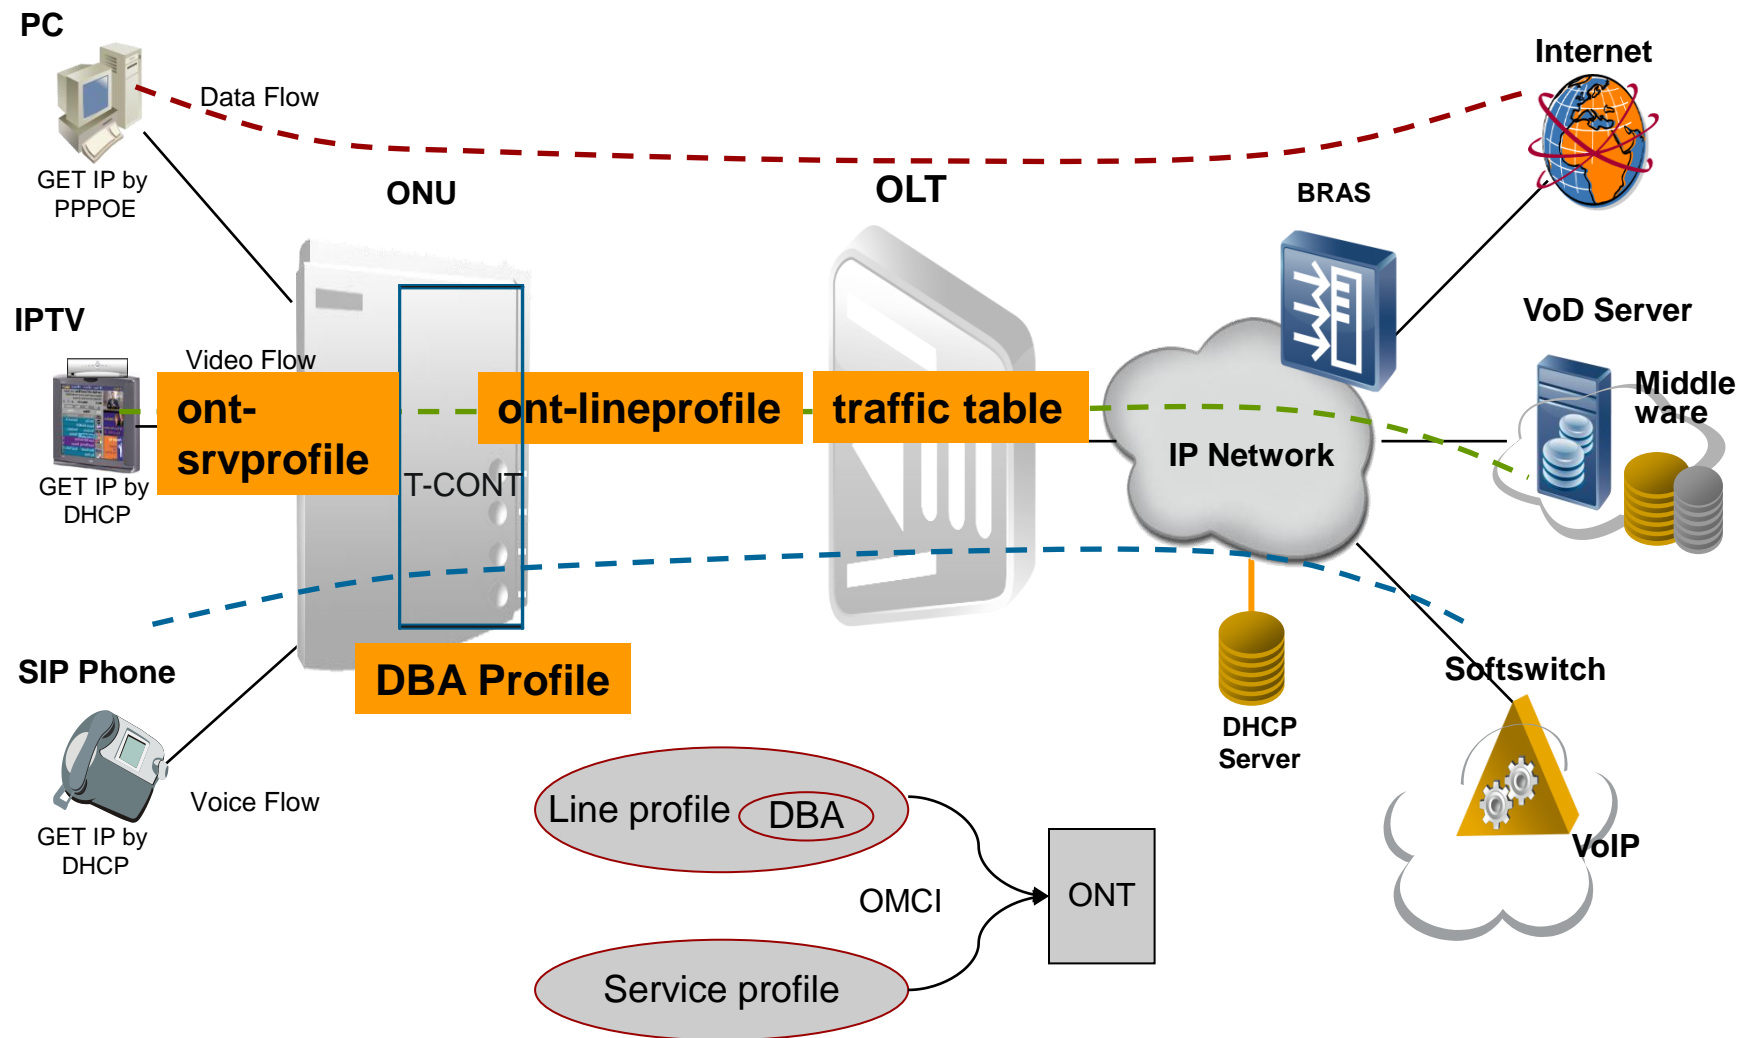 PC
Internet
Data Flow
GET IP by
PPPOE
ONU
OLT
BRAS
IPTV
VoD Server
Video Flow
Middle
ware
ont-
srvprofile
ont-lineprofile
traffic table
IP Network
T-CONT
GET IP by
DHCP
SIP Phone
DBA Profile
Softswitch
DHCP
Server
Voice Flow
GET IP by
DHCP
Line profile
DBA
VoIP
OMCI
ONT
Service profile